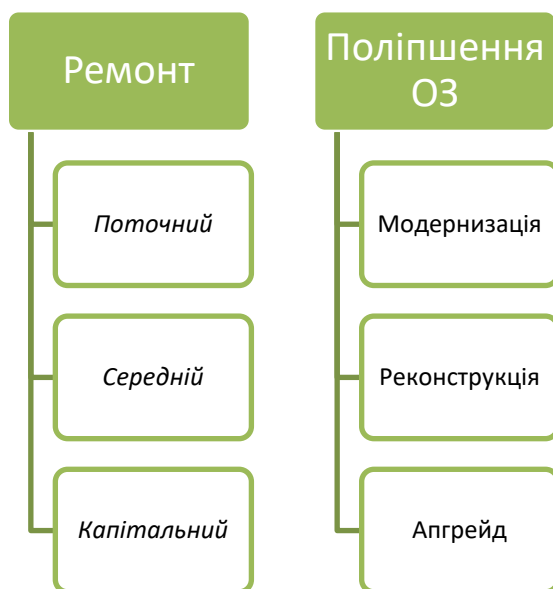 Ремонт
Поточний
Середній
Капітальний
Поліпшення
ОЗ
Модернизація
Реконструкція
Апгрейд